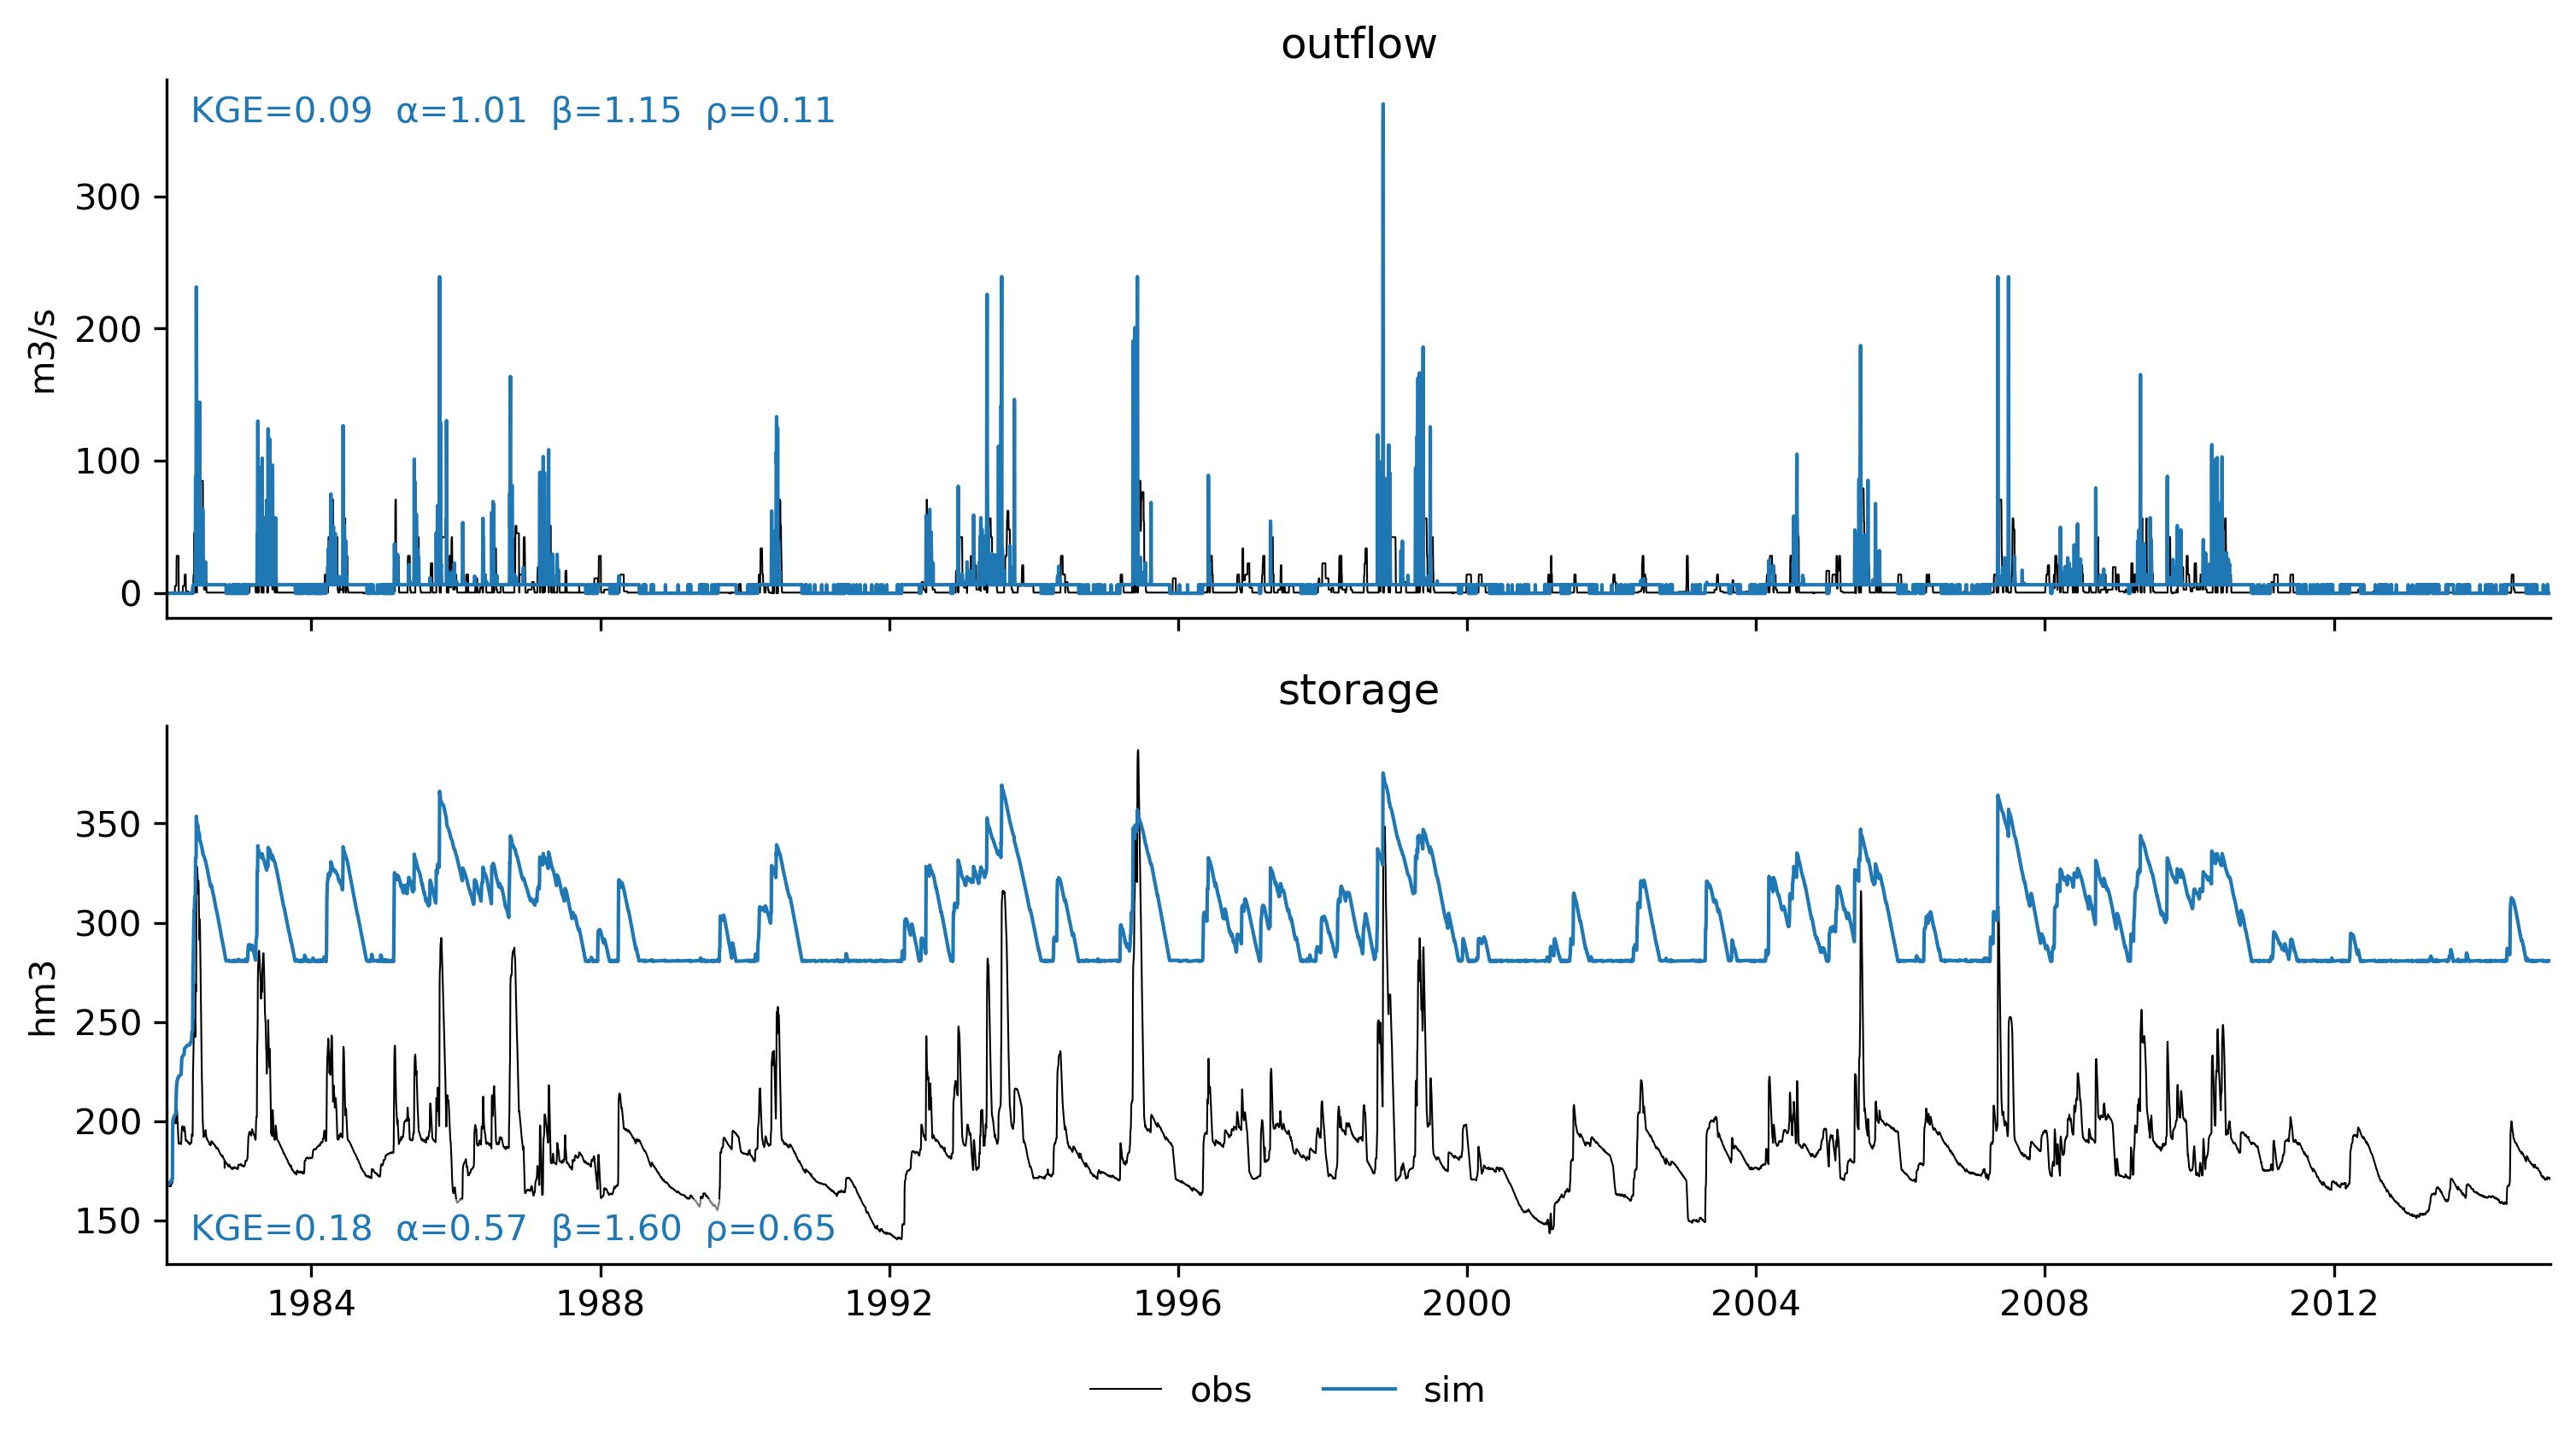 outflow
KGE=0.09 α=1.01 β=1.15 ρ=0.11
m3/s
300
200
100
0
storage
hm3
350
300
250
200
150
KGE=0.18 α=0.57 β=1.60 ρ=0.65
1984 1988 1992 1996 2000 2004 2008 2012
obs sim